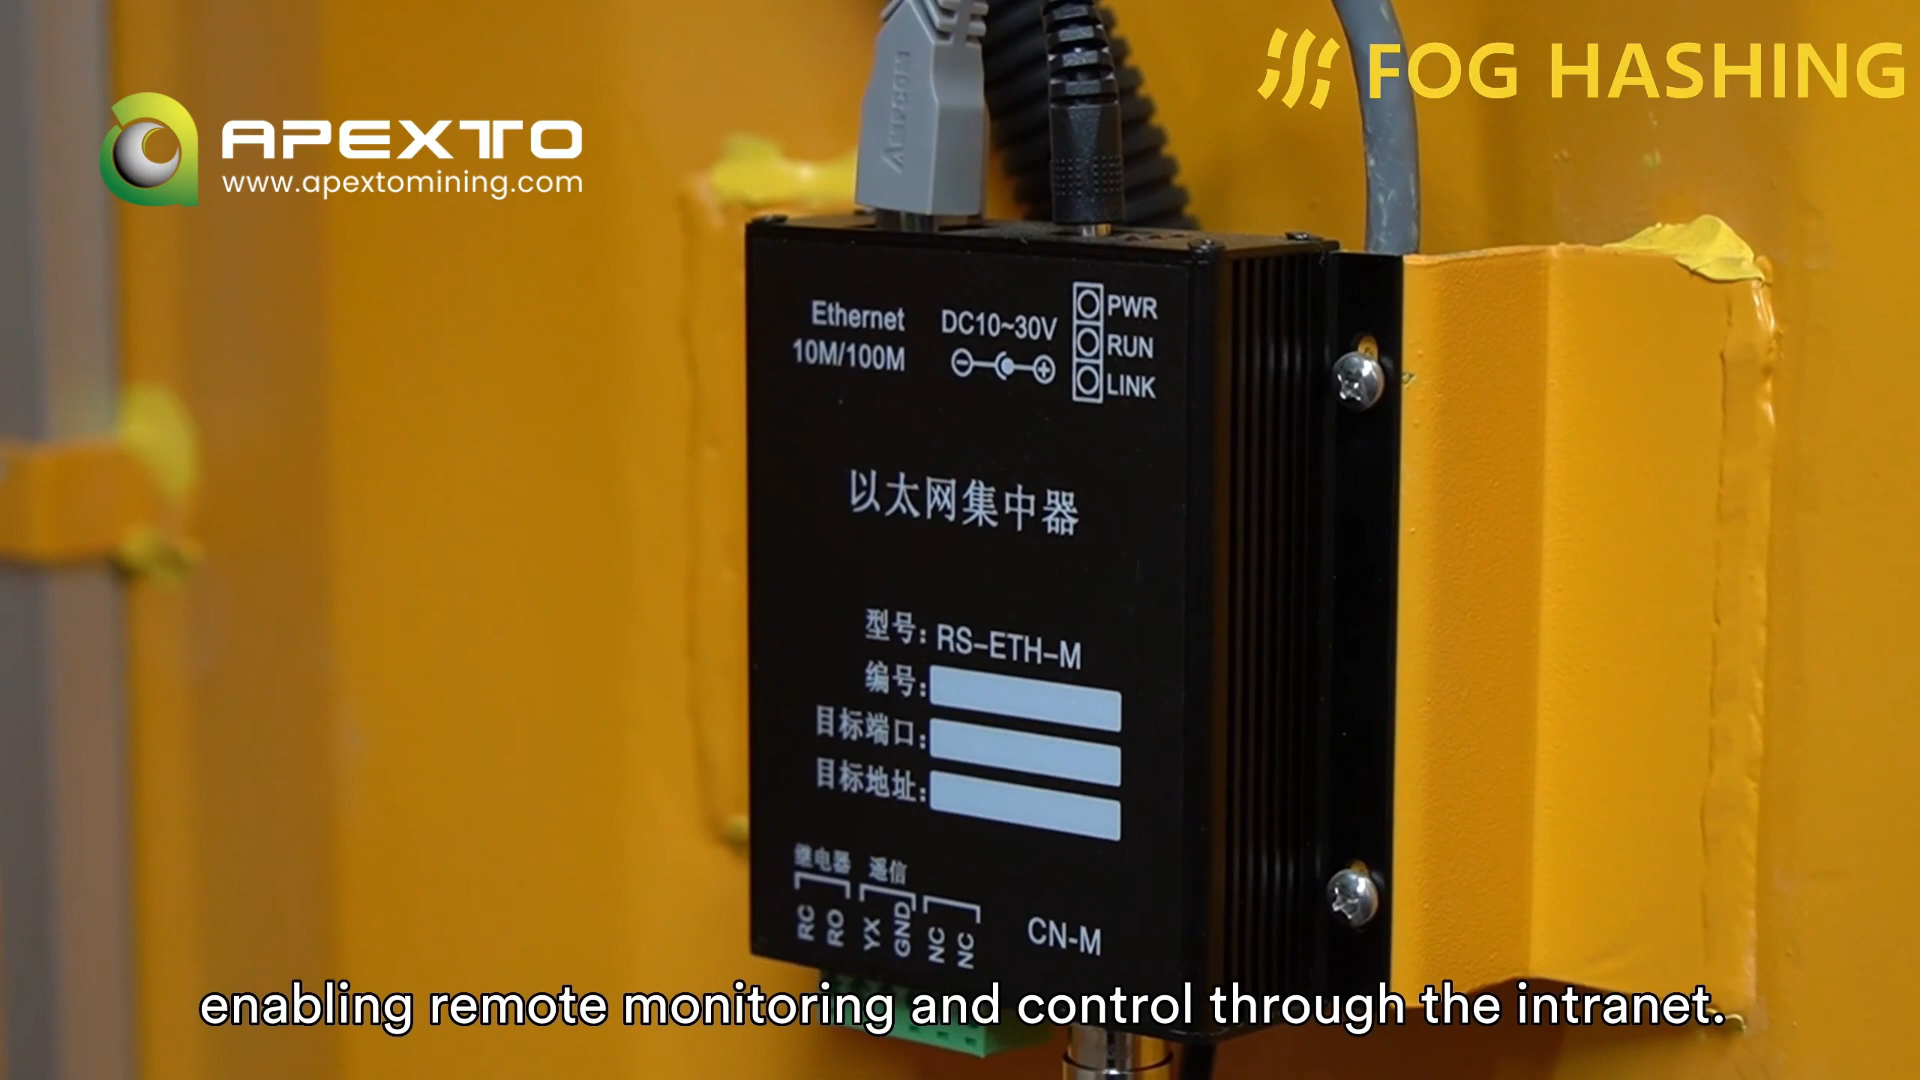 FOG HASHING
APEXTO
www.apextomining.com
AMPCOM
Ethernet
10M/100M
DC10~30V
PWR
RUN
LINK
以太网集中器
型号: RS-ETH-M
编号:
目标端口:
目标地址:
继电器 遥信
RC RO YX GND NC NC
CN-M
enabling remote monitoring and control through the intranet.